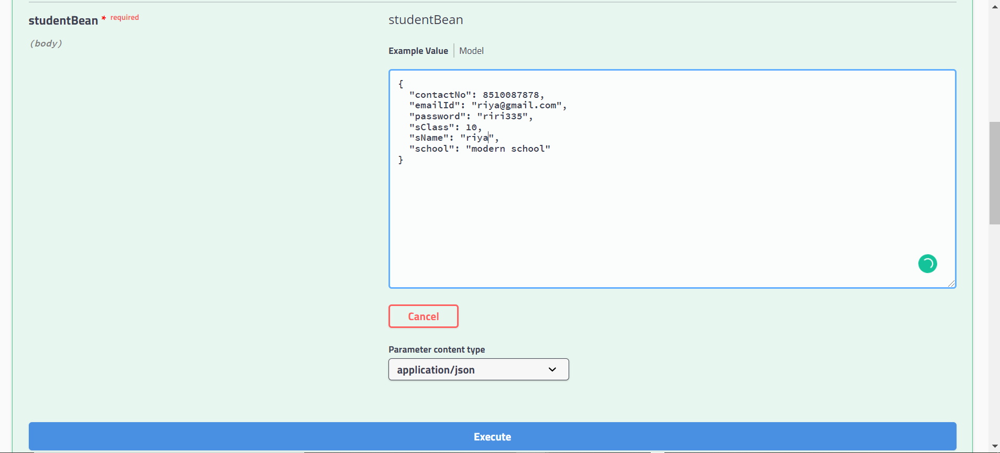 studentBean * required
(body)
studentBean
Example Value | Model
{
  "contactNo": 8510087878,
  "emailId": "riya@gmail.com",
  "password": "riri335",
  "sClass": 10,
  "sName": "riya",
  "school": "modern school"
}
Cancel
Parameter content type
application/json
Execute